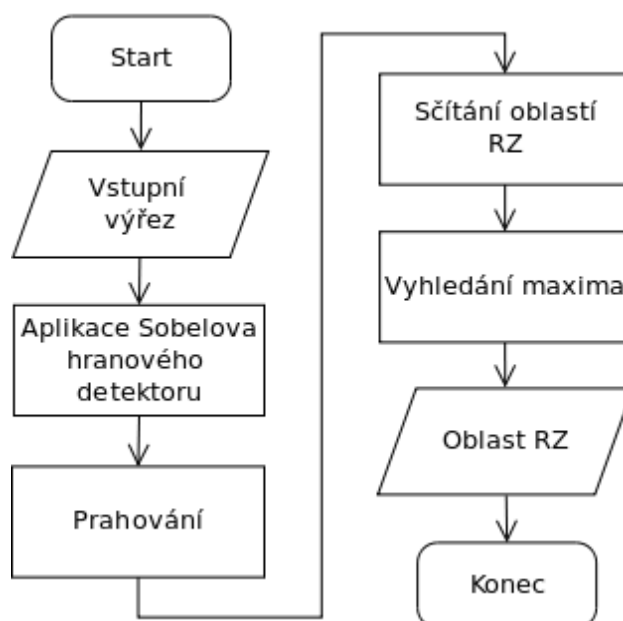 Start
Vstupní
výřez
Aplikace Sobelova
hranového
detektoru
Prahování
Sčítání oblastí
RZ
Vyhledání maxima
Oblast RZ
Konec